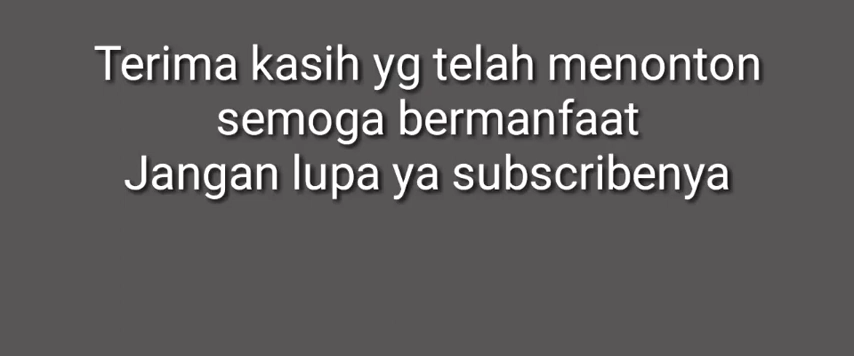 Terima kasih yg telah menonton
semoga bermanfaat
Jangan lupa ya subscribenya